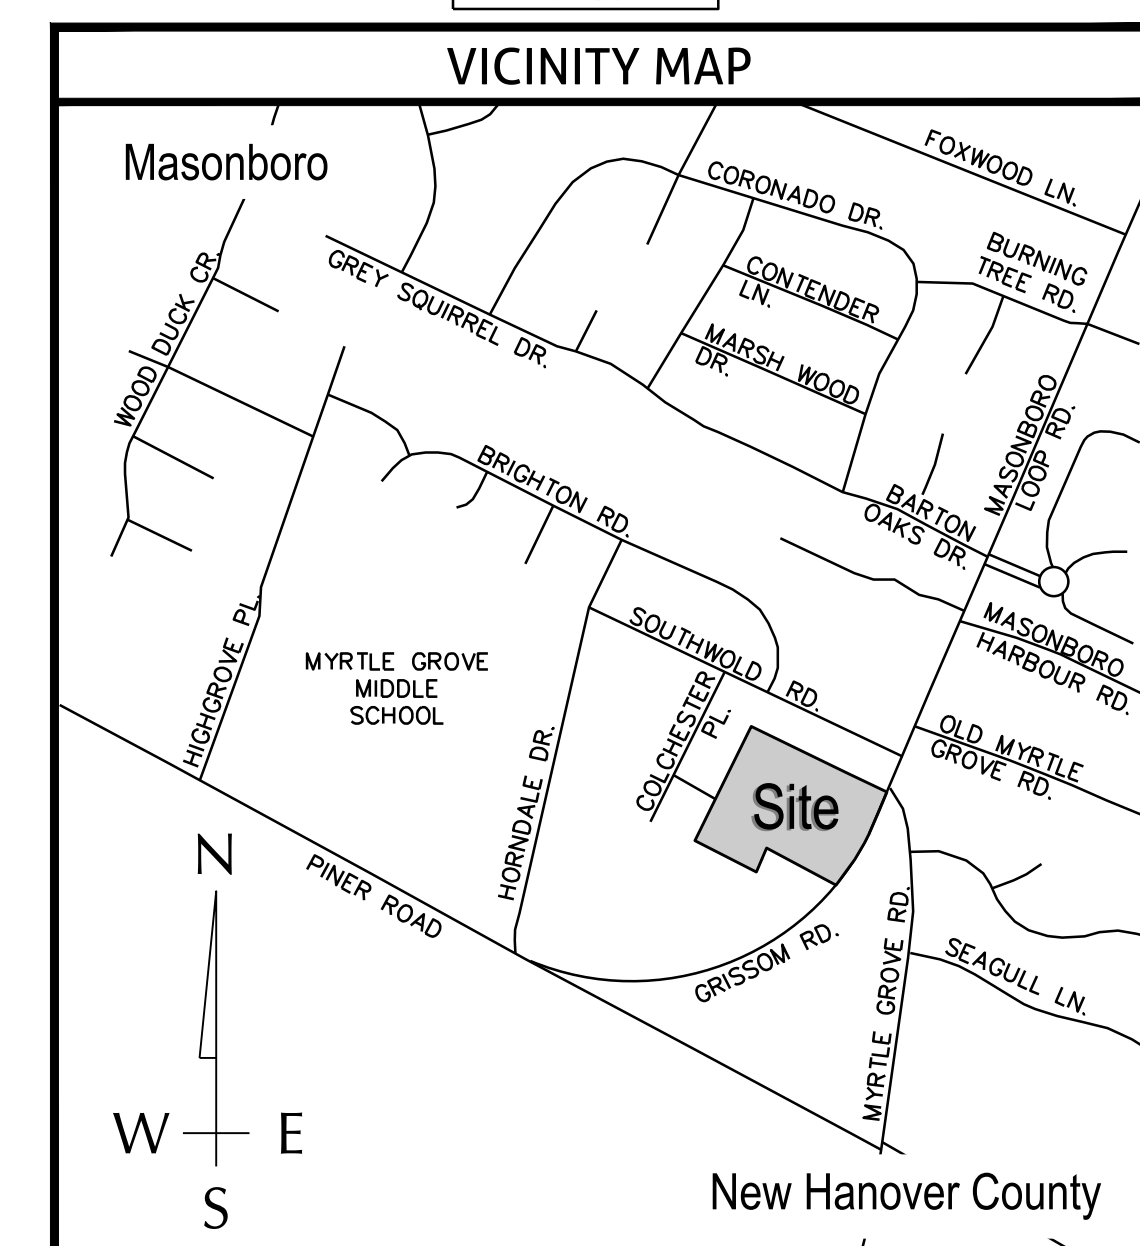 VICINITY MAP
Masonboro
FOXWOOD LN.
CORONADO DR.
BURNING
TREE RD.
WOOD DUCK CR.
GREY SQUIRREL DR.
CONTENDER
LN.
MARSH WOOD
DR.
MASONBORO
LOOP RD.
BRIGHTON RD.
BARTON
OAKS DR.
HIGHGROVE PL.
MYRTLE GROVE
MIDDLE
SCHOOL
SOUTHWOLD RD.
MASONBORO
HARBOUR RD.
COLCHESTER
PL.
HORNDALE DR.
OLD MYRTLE
GROVE RD.
Site
N
PINER ROAD
GRISSOM RD.
MYRTLE GROVE RD.
SEAGULL LN.
W E
S
New Hanover County